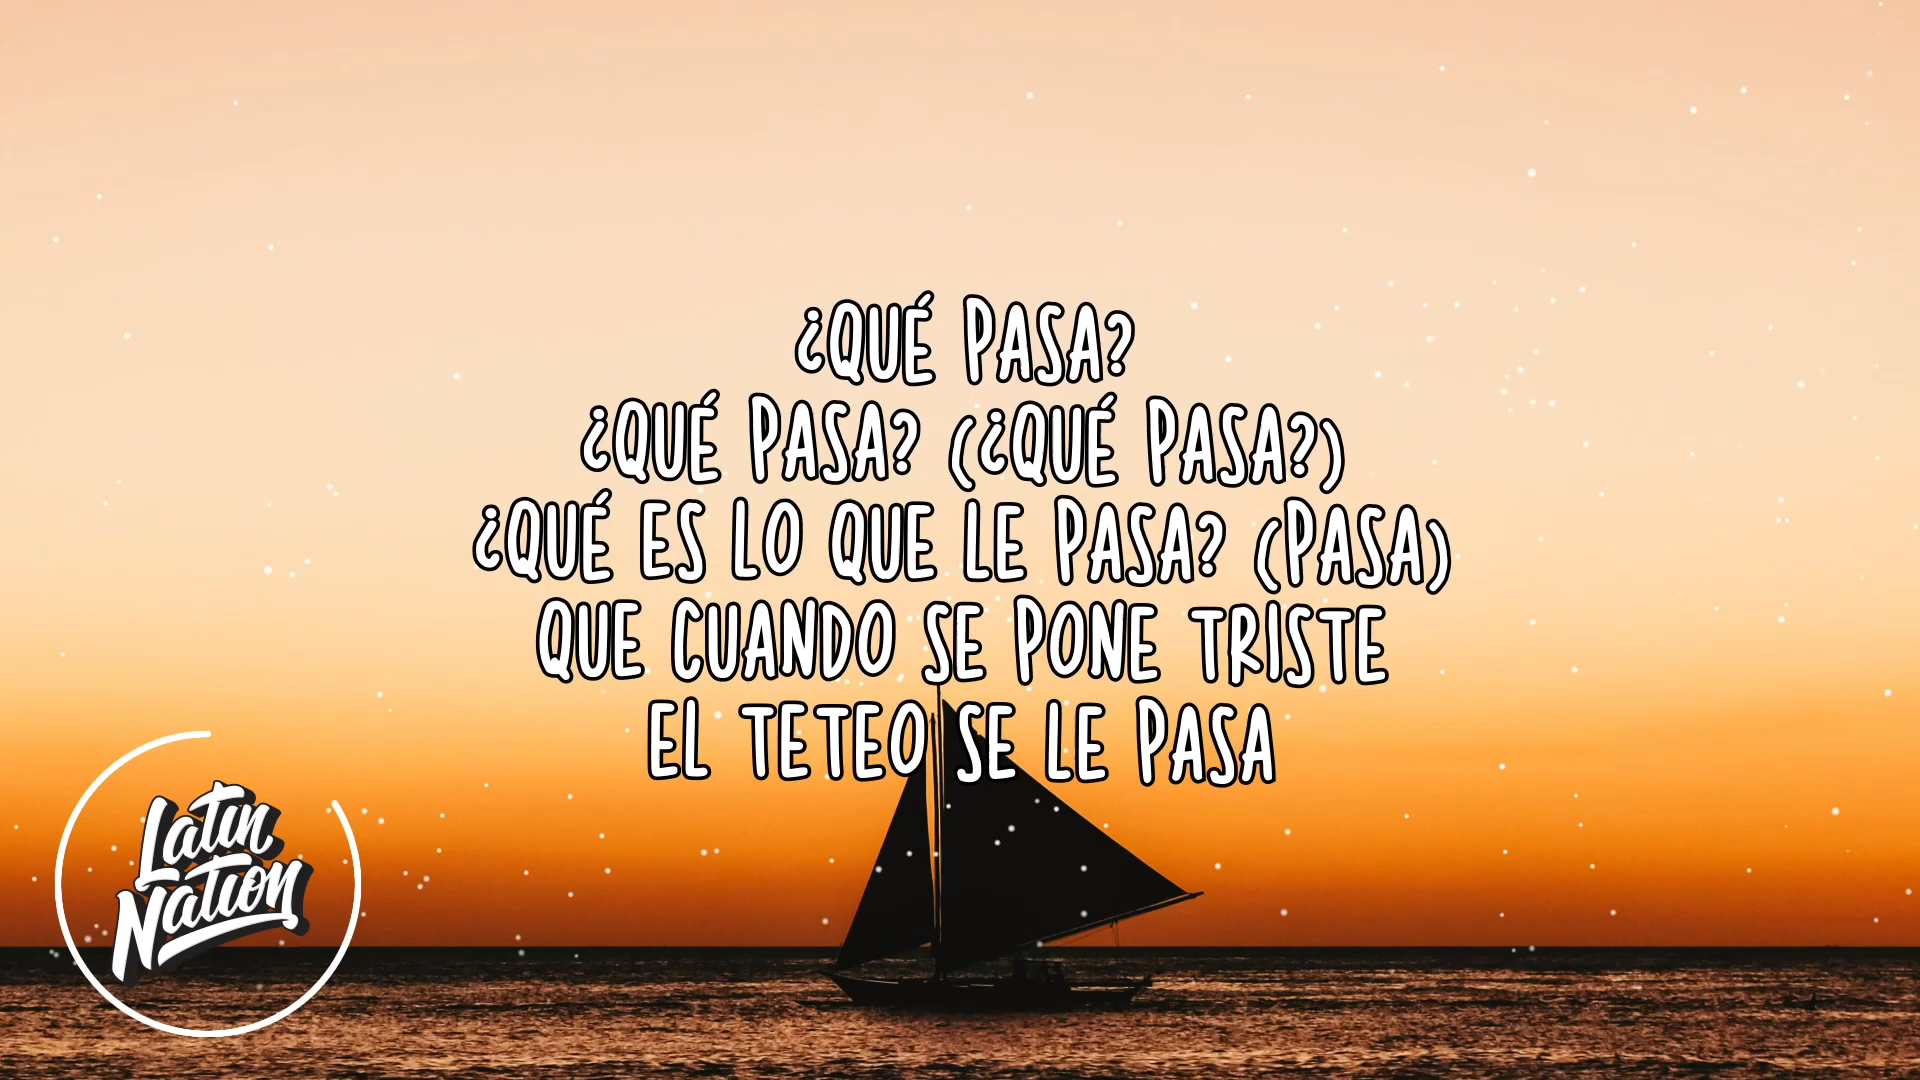 ¿QUÉ PASA?
¿QUÉ PASA? (¿QUÉ PASA?)
¿QUÉ ES LO QUE LE PASA? (PASA)
QUE CUANDO SE PONE TRISTE
EL TETEO SE LE PASA
Latin
Nation